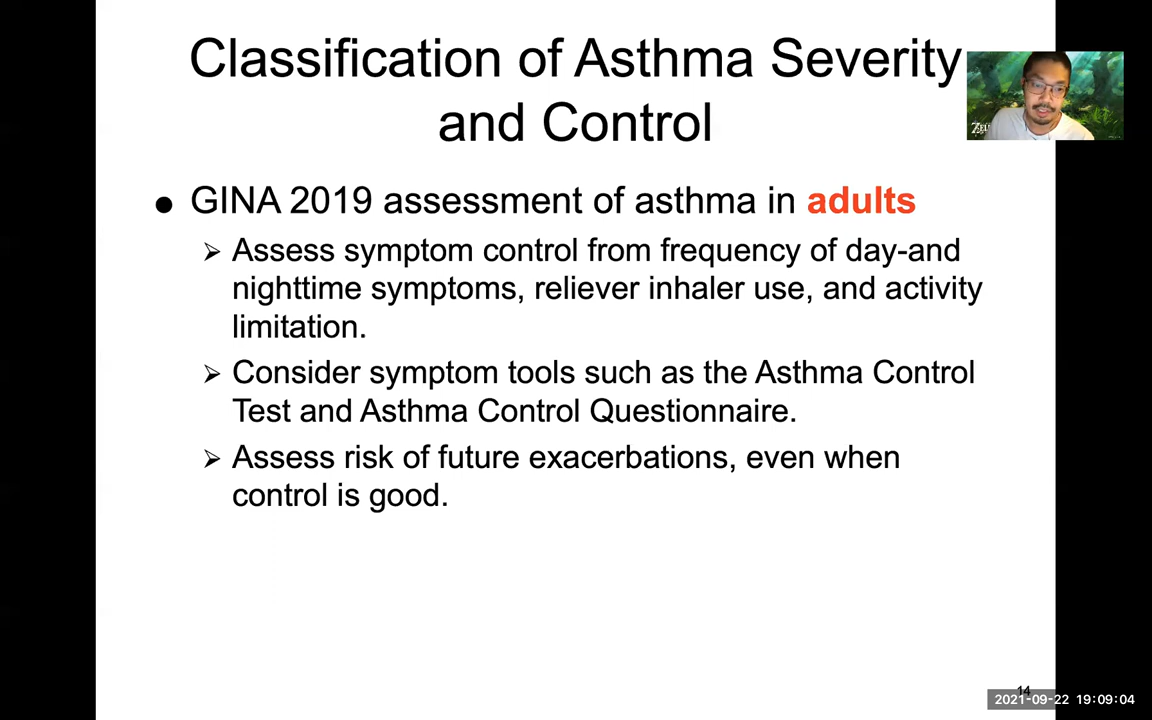 Classification of Asthma Severity
and Control
● GINA 2019 assessment of asthma in adults
➢ Assess symptom control from frequency of day-and
nighttime symptoms, reliever inhaler use, and activity
limitation.
➢ Consider symptom tools such as the Asthma Control
Test and Asthma Control Questionnaire.
➢ Assess risk of future exacerbations, even when
control is good.
14
2021-09-22 19:09:04